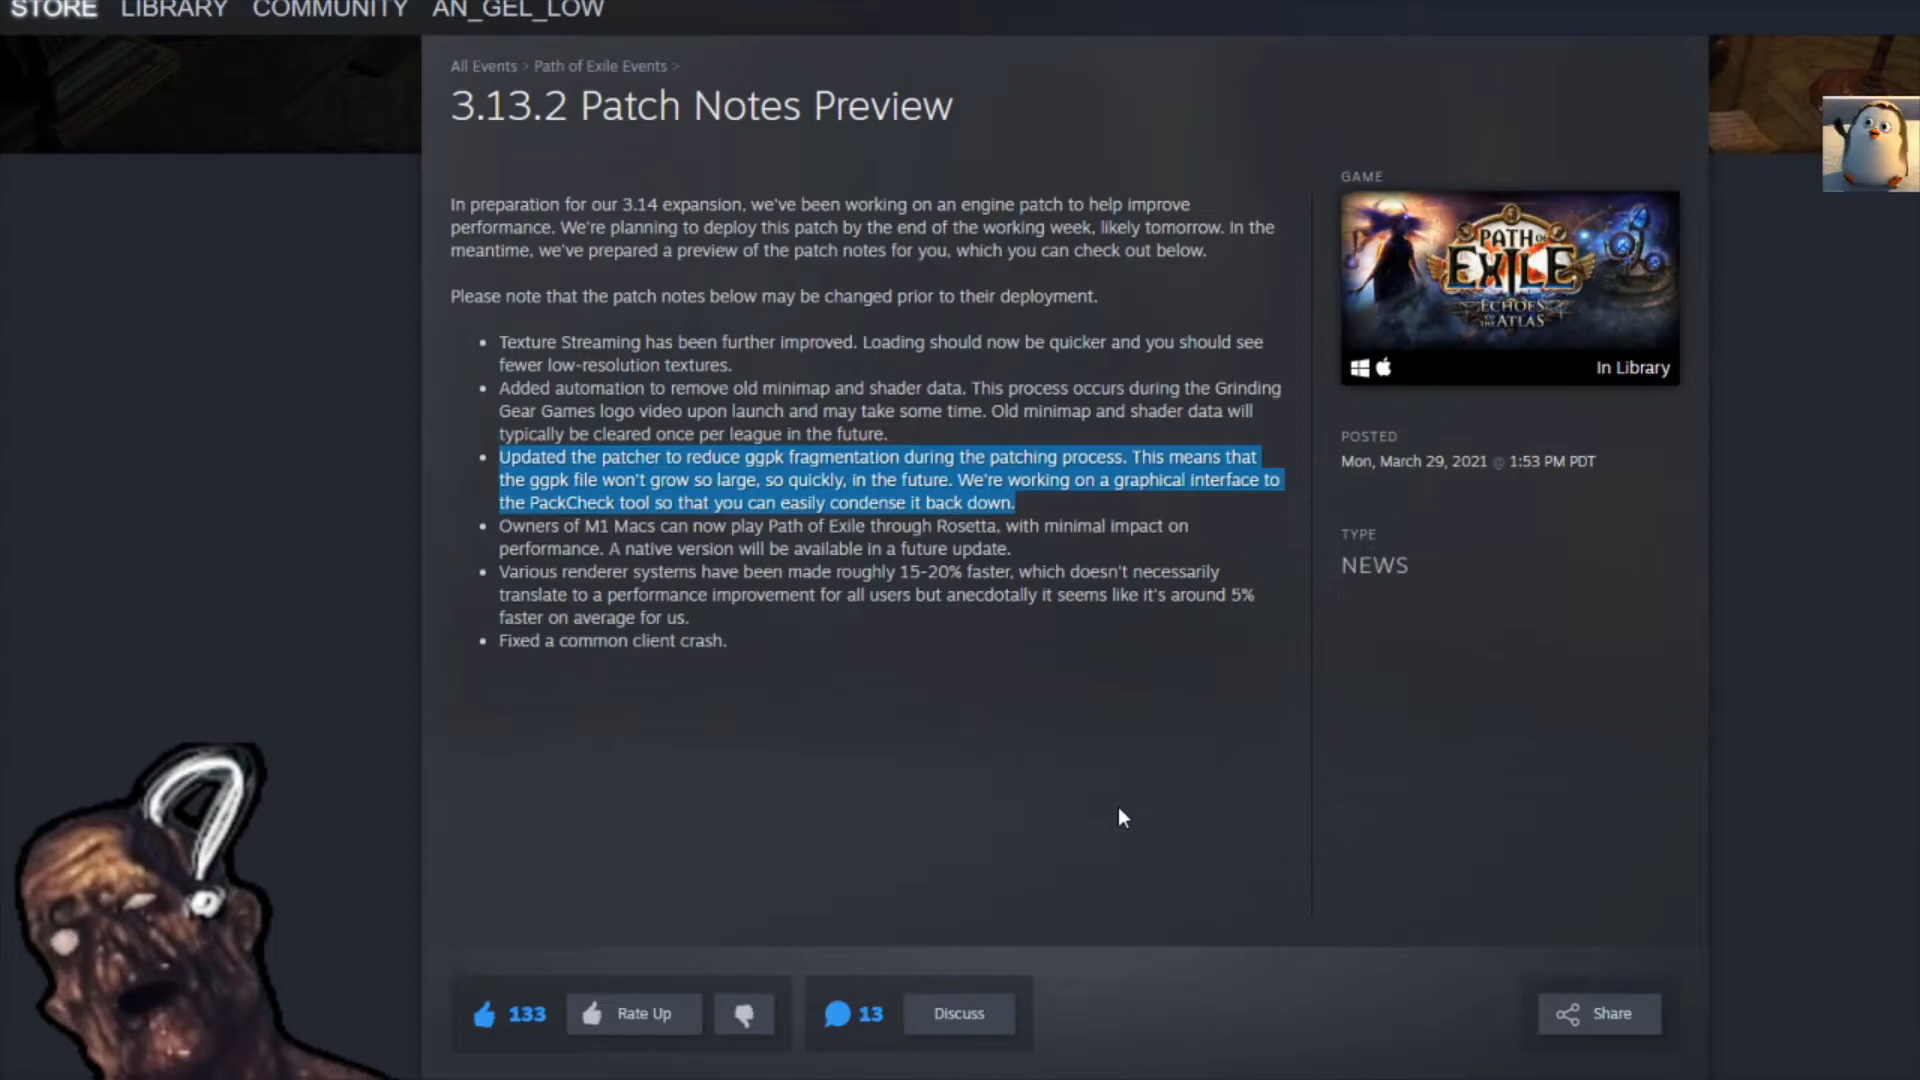 STORE LIBRARY COMMUNITY AN_GEL_LOW
All Events > Path of Exile Events >
3.13.2 Patch Notes Preview
In preparation for our 3.14 expansion, we've been working on an engine patch to help improve
performance. We're planning to deploy this patch by the end of the working week, likely tomorrow. In the
meantime, we've prepared a preview of the patch notes for you, which you can check out below.
Please note that the patch notes below may be changed prior to their deployment.
• Texture Streaming has been further improved. Loading should now be quicker and you should see
fewer low-resolution textures.
• Added automation to remove old minimap and shader data. This process occurs during the Grinding
Gear Games logo video upon launch and may take some time. Old minimap and shader data will
typically be cleared once per league in the future.
• Updated the patcher to reduce ggpk fragmentation during the patching process. This means that
the ggpk file won't grow so large, so quickly, in the future. We're working on a graphical interface to
the PackCheck tool so that you can easily condense it back down.
• Owners of M1 Macs can now play Path of Exile through Rosetta, with minimal impact on
performance. A native version will be available in a future update.
• Various renderer systems have been made roughly 15-20% faster, which doesn't necessarily
translate to a performance improvement for all users but anecdotally it seems like it's around 5%
faster on average for us.
• Fixed a common client crash.
GAME
PATH OF
EXILE
ECHOES
OF THE ATLAS
In Library
POSTED
Mon, March 29, 2021 @ 1:53 PM PDT
TYPE
NEWS
133 Rate Up 13 Discuss Share